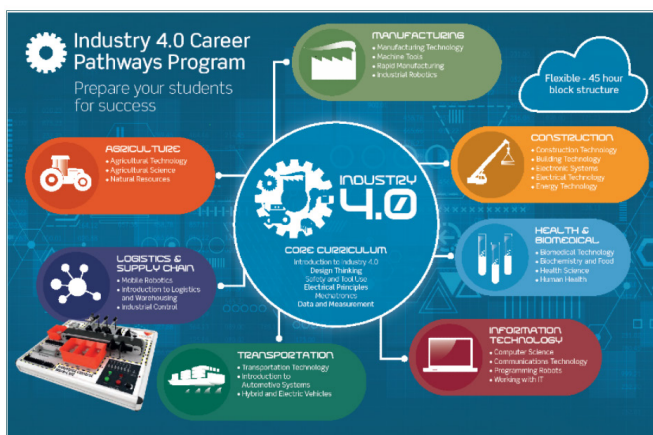 Industry 4.0 Career
Pathways Program
Prepare your students
for success
MANUFACTURING
• Manufacturing Technology
• Machine Tools
• Rapid Manufacturing
• Industrial Robotics
Flexible - 45 hour
block structure
AGRICULTURE
• Agricultural Technology
• Agricultural Science
• Natural Resources
CONSTRUCTION
• Construction Technology
• Building Technology
• Electronic Systems
• Electrical Technology
• Energy Technology
INDUSTRY
4.0
CORE CURRICULUM
Introduction to Industry 4.0
Design Thinking
Safety and Tool Use
Electrical Principles
Mechatronics
Data and Measurement
HEALTH &
BIOMEDICAL
• Biomedical Technology
• Biochemistry and Food
• Health Science
• Human Health
LOGISTICS &
SUPPLY CHAIN
• Mobile Robotics
• Introduction to Logistics
and Warehousing
• Industrial Control
INFORMATION
TECHNOLOGY
• Computer Science
• Communications Technology
• Programming Robots
• Working with IT
TRANSPORTATION
• Transportation Technology
• Introduction to
Automotive Systems
• Hybrid and Electric Vehicles